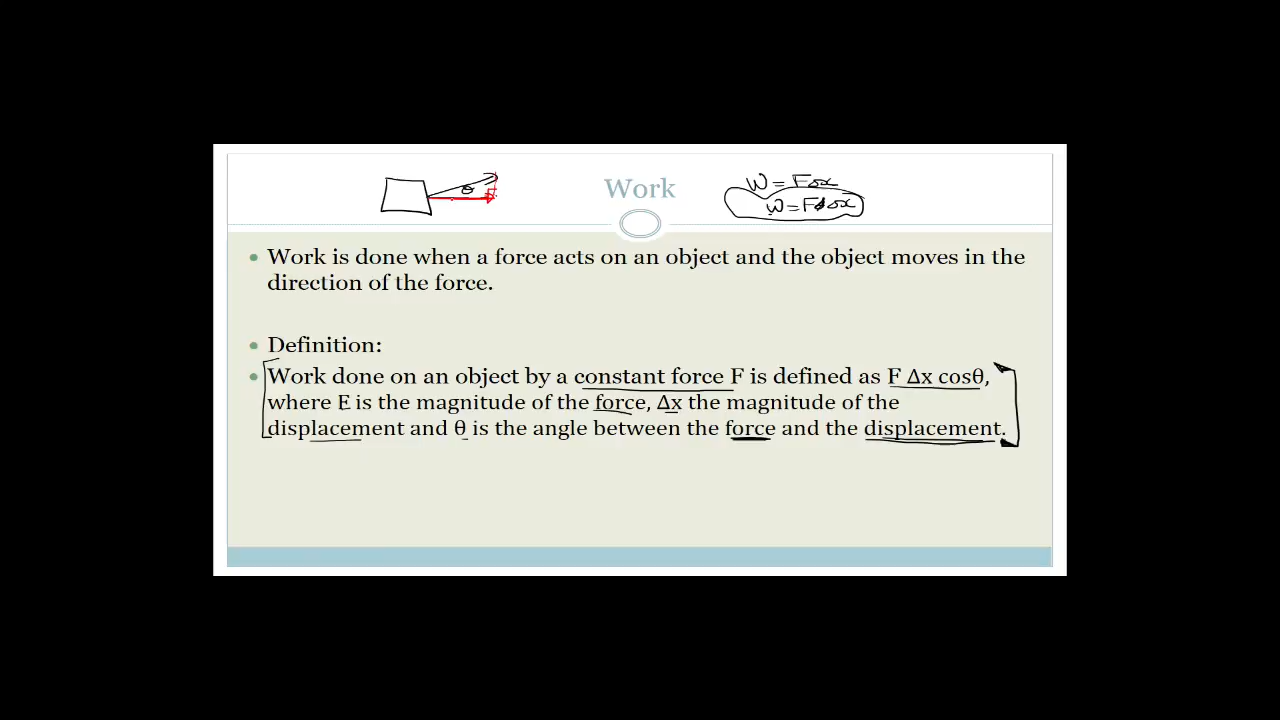 θ
Work
W = FΔx
W = FΔx
• Work is done when a force acts on an object and the object moves in the
direction of the force.
• Definition:
• Work done on an object by a constant force F is defined as F Δx cosθ,
where F is the magnitude of the force, Δx the magnitude of the
displacement and θ is the angle between the force and the displacement.